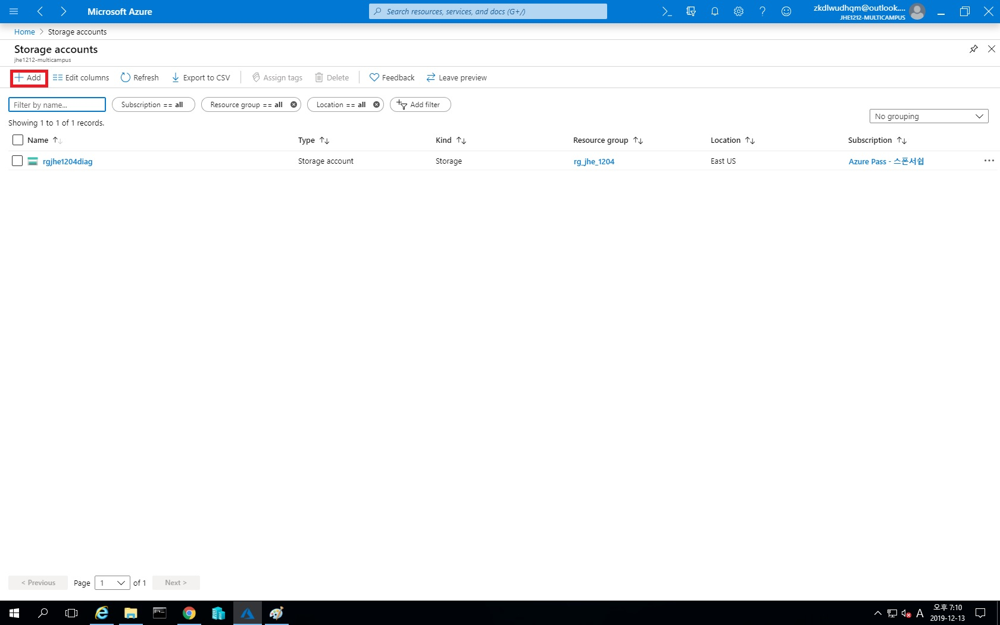 Microsoft Azure
Search resources, services, and docs (G+/)
zkdlwudhqm@outlook....
JHE1212-MULTICAMPUS
Home > Storage accounts
Storage accounts
jhe1212-multicampus
+ Add Edit columns Refresh Export to CSV Assign tags Delete Feedback Leave preview
Filter by name... Subscription == all Resource group == all Location == all Add filter
No grouping
Showing 1 to 1 of 1 records.
Name Type Kind Resource group Location Subscription
rgjhe1204diag Storage account Storage rg_jhe_1204 East US Azure Pass - 스폰서쉽 ...
< Previous Page 1 of 1 Next >
A 오후 7:10
2019-12-13